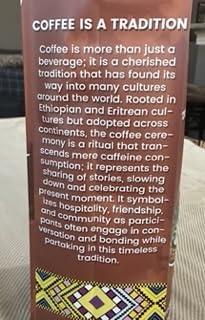 COFFEE IS A TRADITION
Coffee is more than just a
beverage; it is a cherished
tradition that has found its
way into many cultures
around the world. Rooted in
Ethiopian and Eritrean cul-
tures but adopted across
continents, the coffee cere-
mony is a ritual that tran-
scends mere caffeine con-
sumption; it represents the
sharing of stories, slowing
down and celebrating the
present moment. It symbol-
izes hospitality, friendship,
and community as partici-
pants often engage in con-
versation and bonding while
partaking in this timeless
tradition.